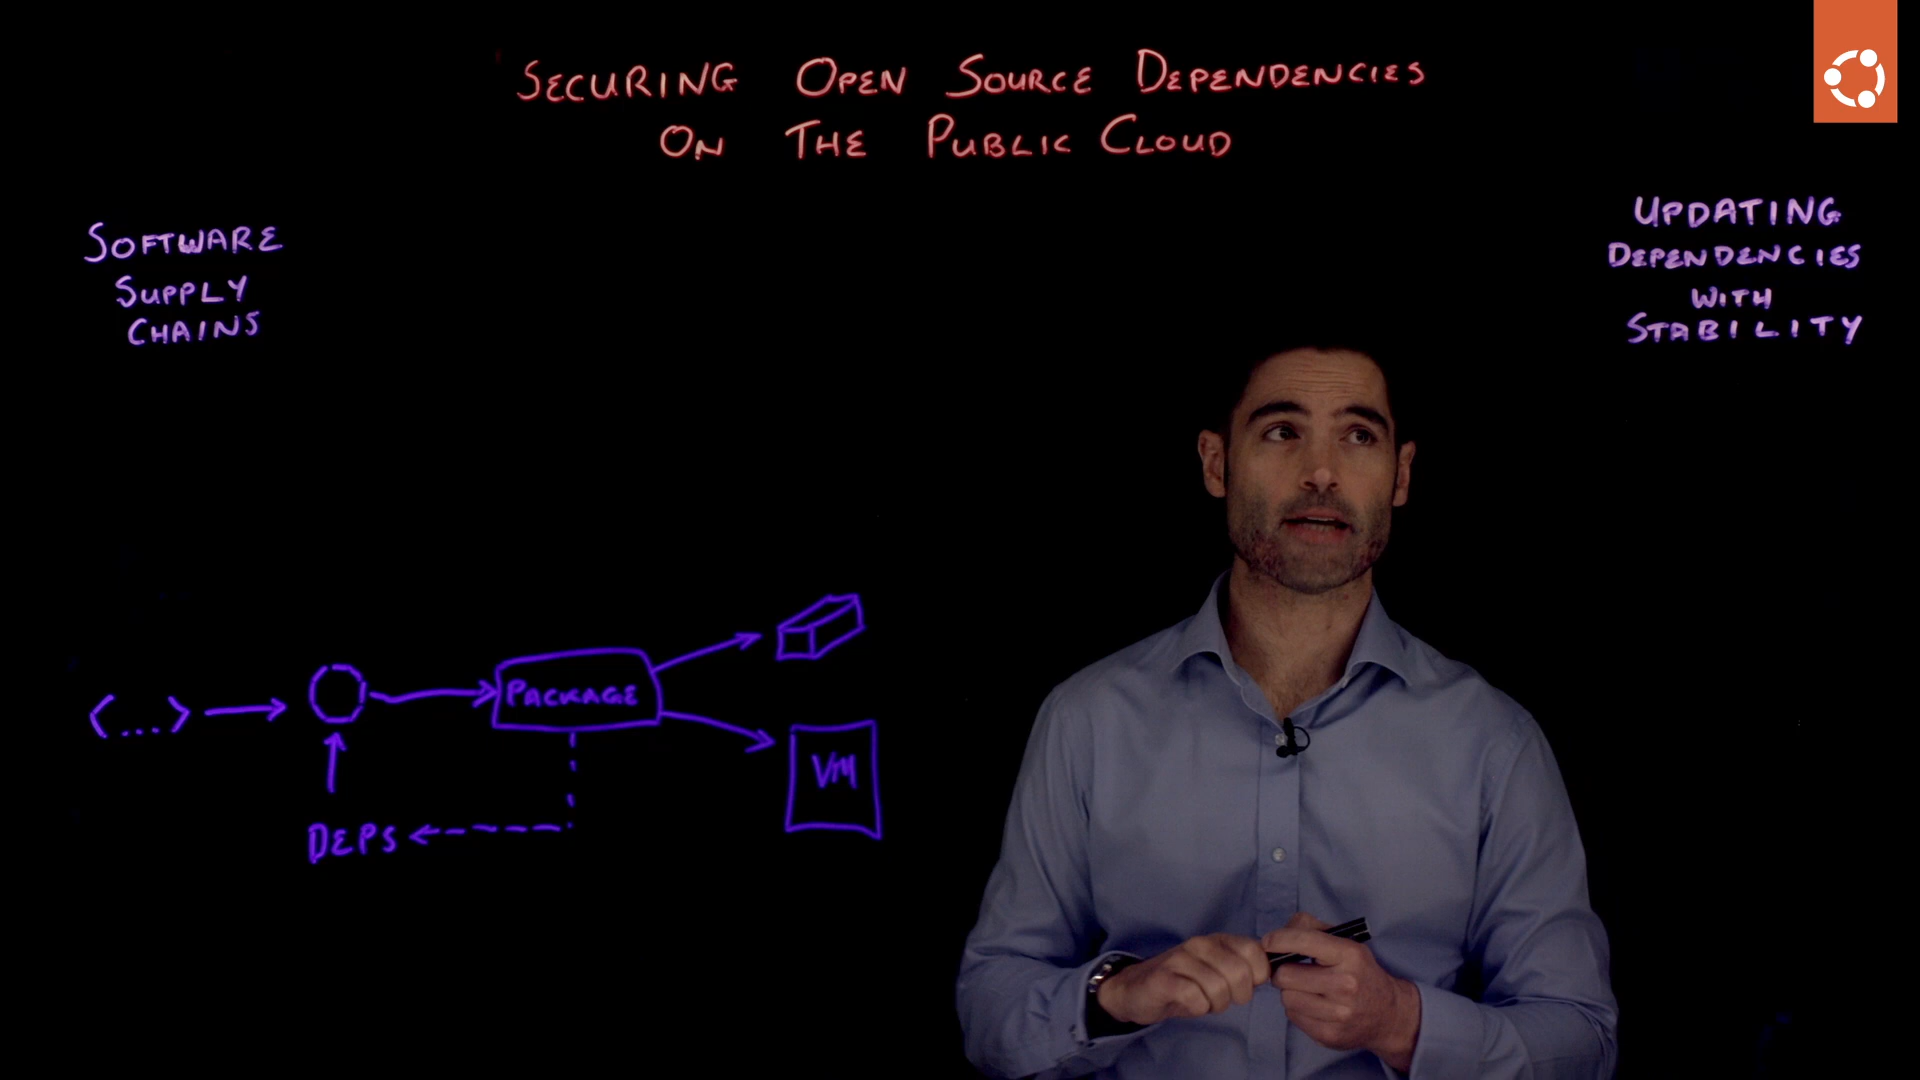 SECURING OPEN SOURCE DEPENDENCIES
ON THE PUBLIC CLOUD
SOFTWARE
SUPPLY
CHAINS
UPDATING
DEPENDENCIES
WITH
STABILITY
<...>
PACKAGE
VM
DEPS